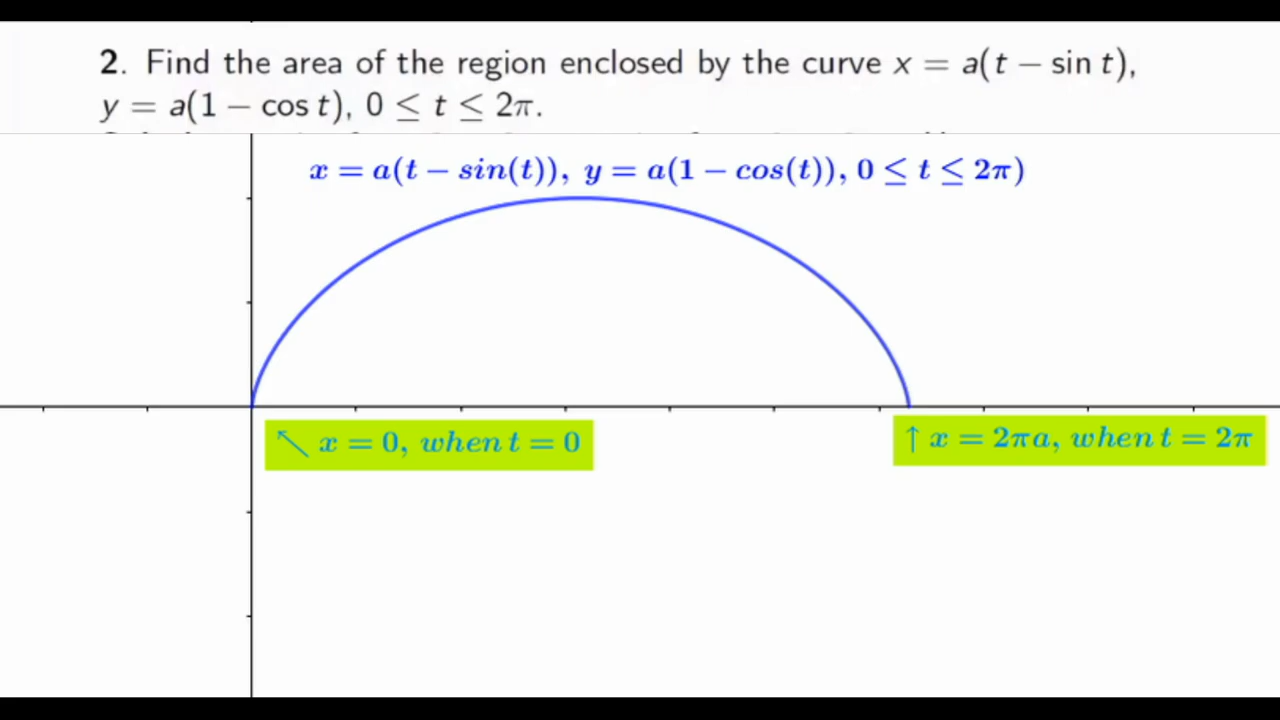 2. Find the area of the region enclosed by the curve x = a(t − sin t),
y = a(1 − cos t), 0 ≤ t ≤ 2π.
x = a(t − sin(t)), y = a(1 − cos(t)), 0 ≤ t ≤ 2π)
↖ x = 0, when t = 0
↑ x = 2πa, when t = 2π